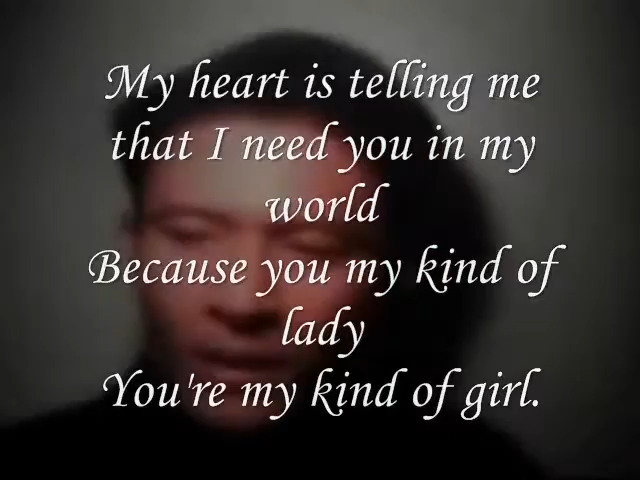 My heart is telling me
that I need you in my
world
Because you my kind of
lady
You're my kind of girl.